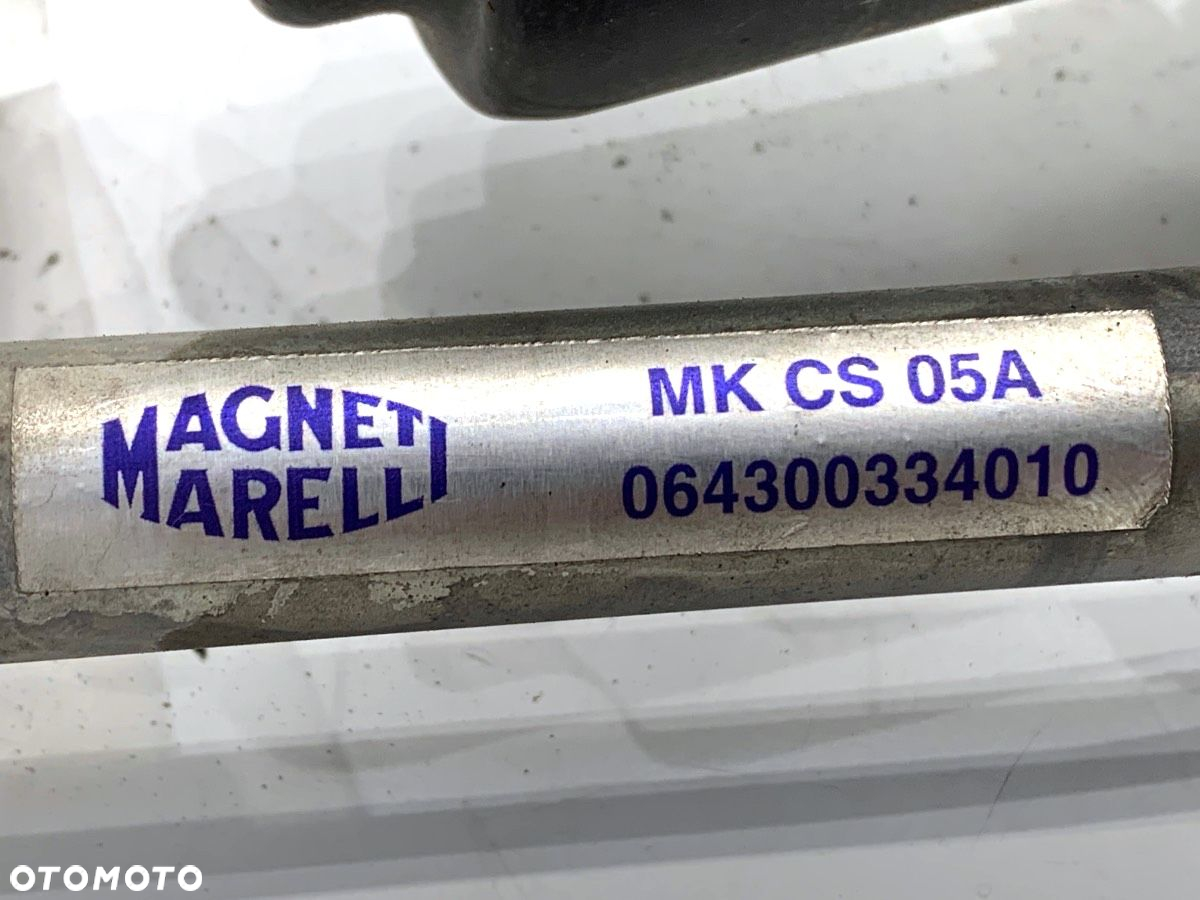 MAGNETI
MARELLI
MK CS 05A
064300334010
OTOMOTO